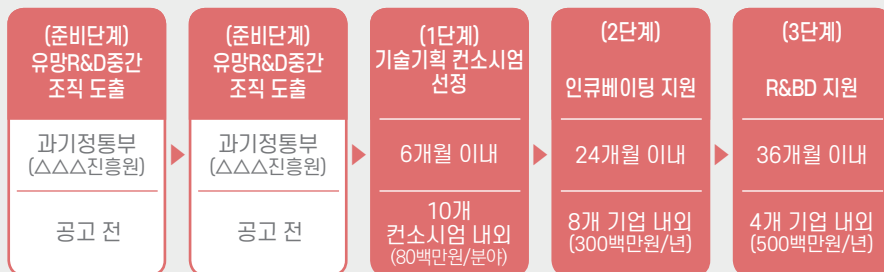 (준비단계)
유망R&D중간
조직 도출
과기정통부
(△△△진흥원)
공고 전
(준비단계)
유망R&D중간
조직 도출
과기정통부
(△△△진흥원)
공고 전
(1단계)
기술기획 컨소시엄
선정
6개월 이내
10개
컨소시엄 내외
(80백만원/분야)
(2단계)
인큐베이팅 지원
24개월 이내
8개 기업 내외
(300백만원/년)
(3단계)
R&BD 지원
36개월 이내
4개 기업 내외
(500백만원/년)